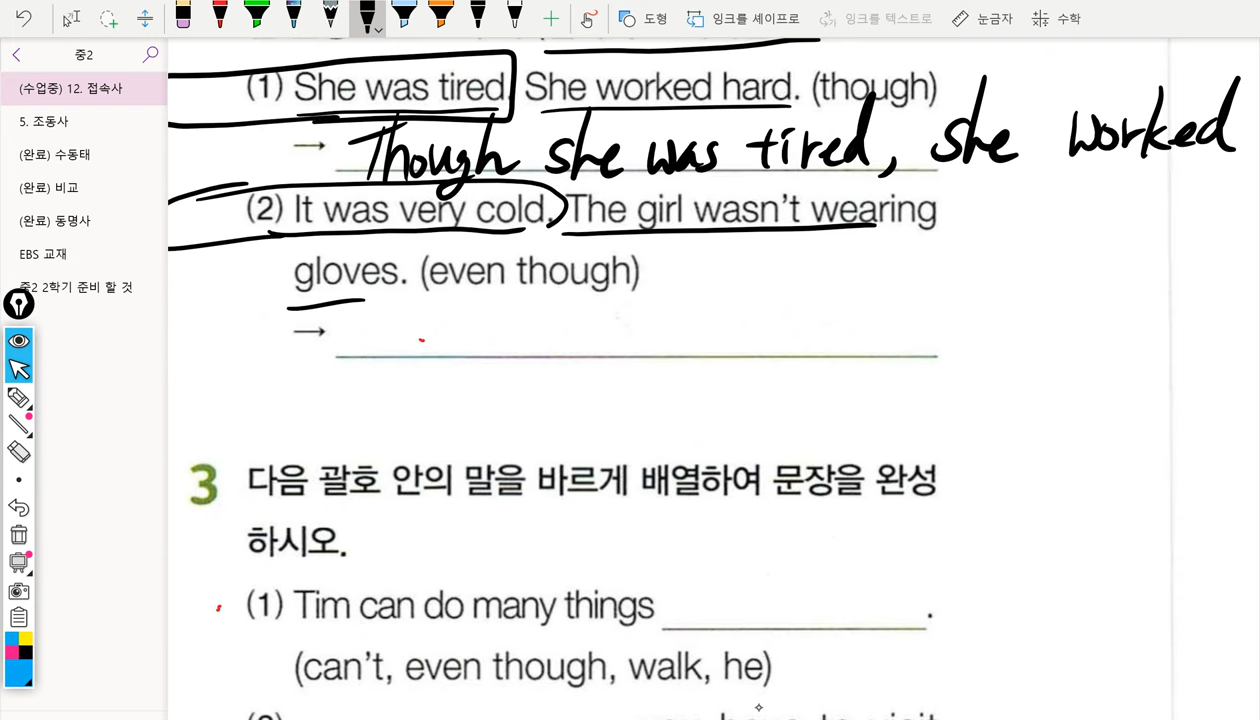 도형
잉크를 셰이프로
잉크를 텍스트로
눈금자
수학
중2
(수업중) 12. 접속사
5. 조동사
(완료) 수동태
(완료) 비교
(완료) 동명사
EBS 교재
중2 2학기 준비 할 것
(1) She was tired. She worked hard. (though)
→ Though she was tired, she worked
(2) It was very cold. The girl wasn't wearing
gloves. (even though)
→
3 다음 괄호 안의 말을 바르게 배열하여 문장을 완성
하시오.
(1) Tim can do many things ____________.
(can't, even though, walk, he)